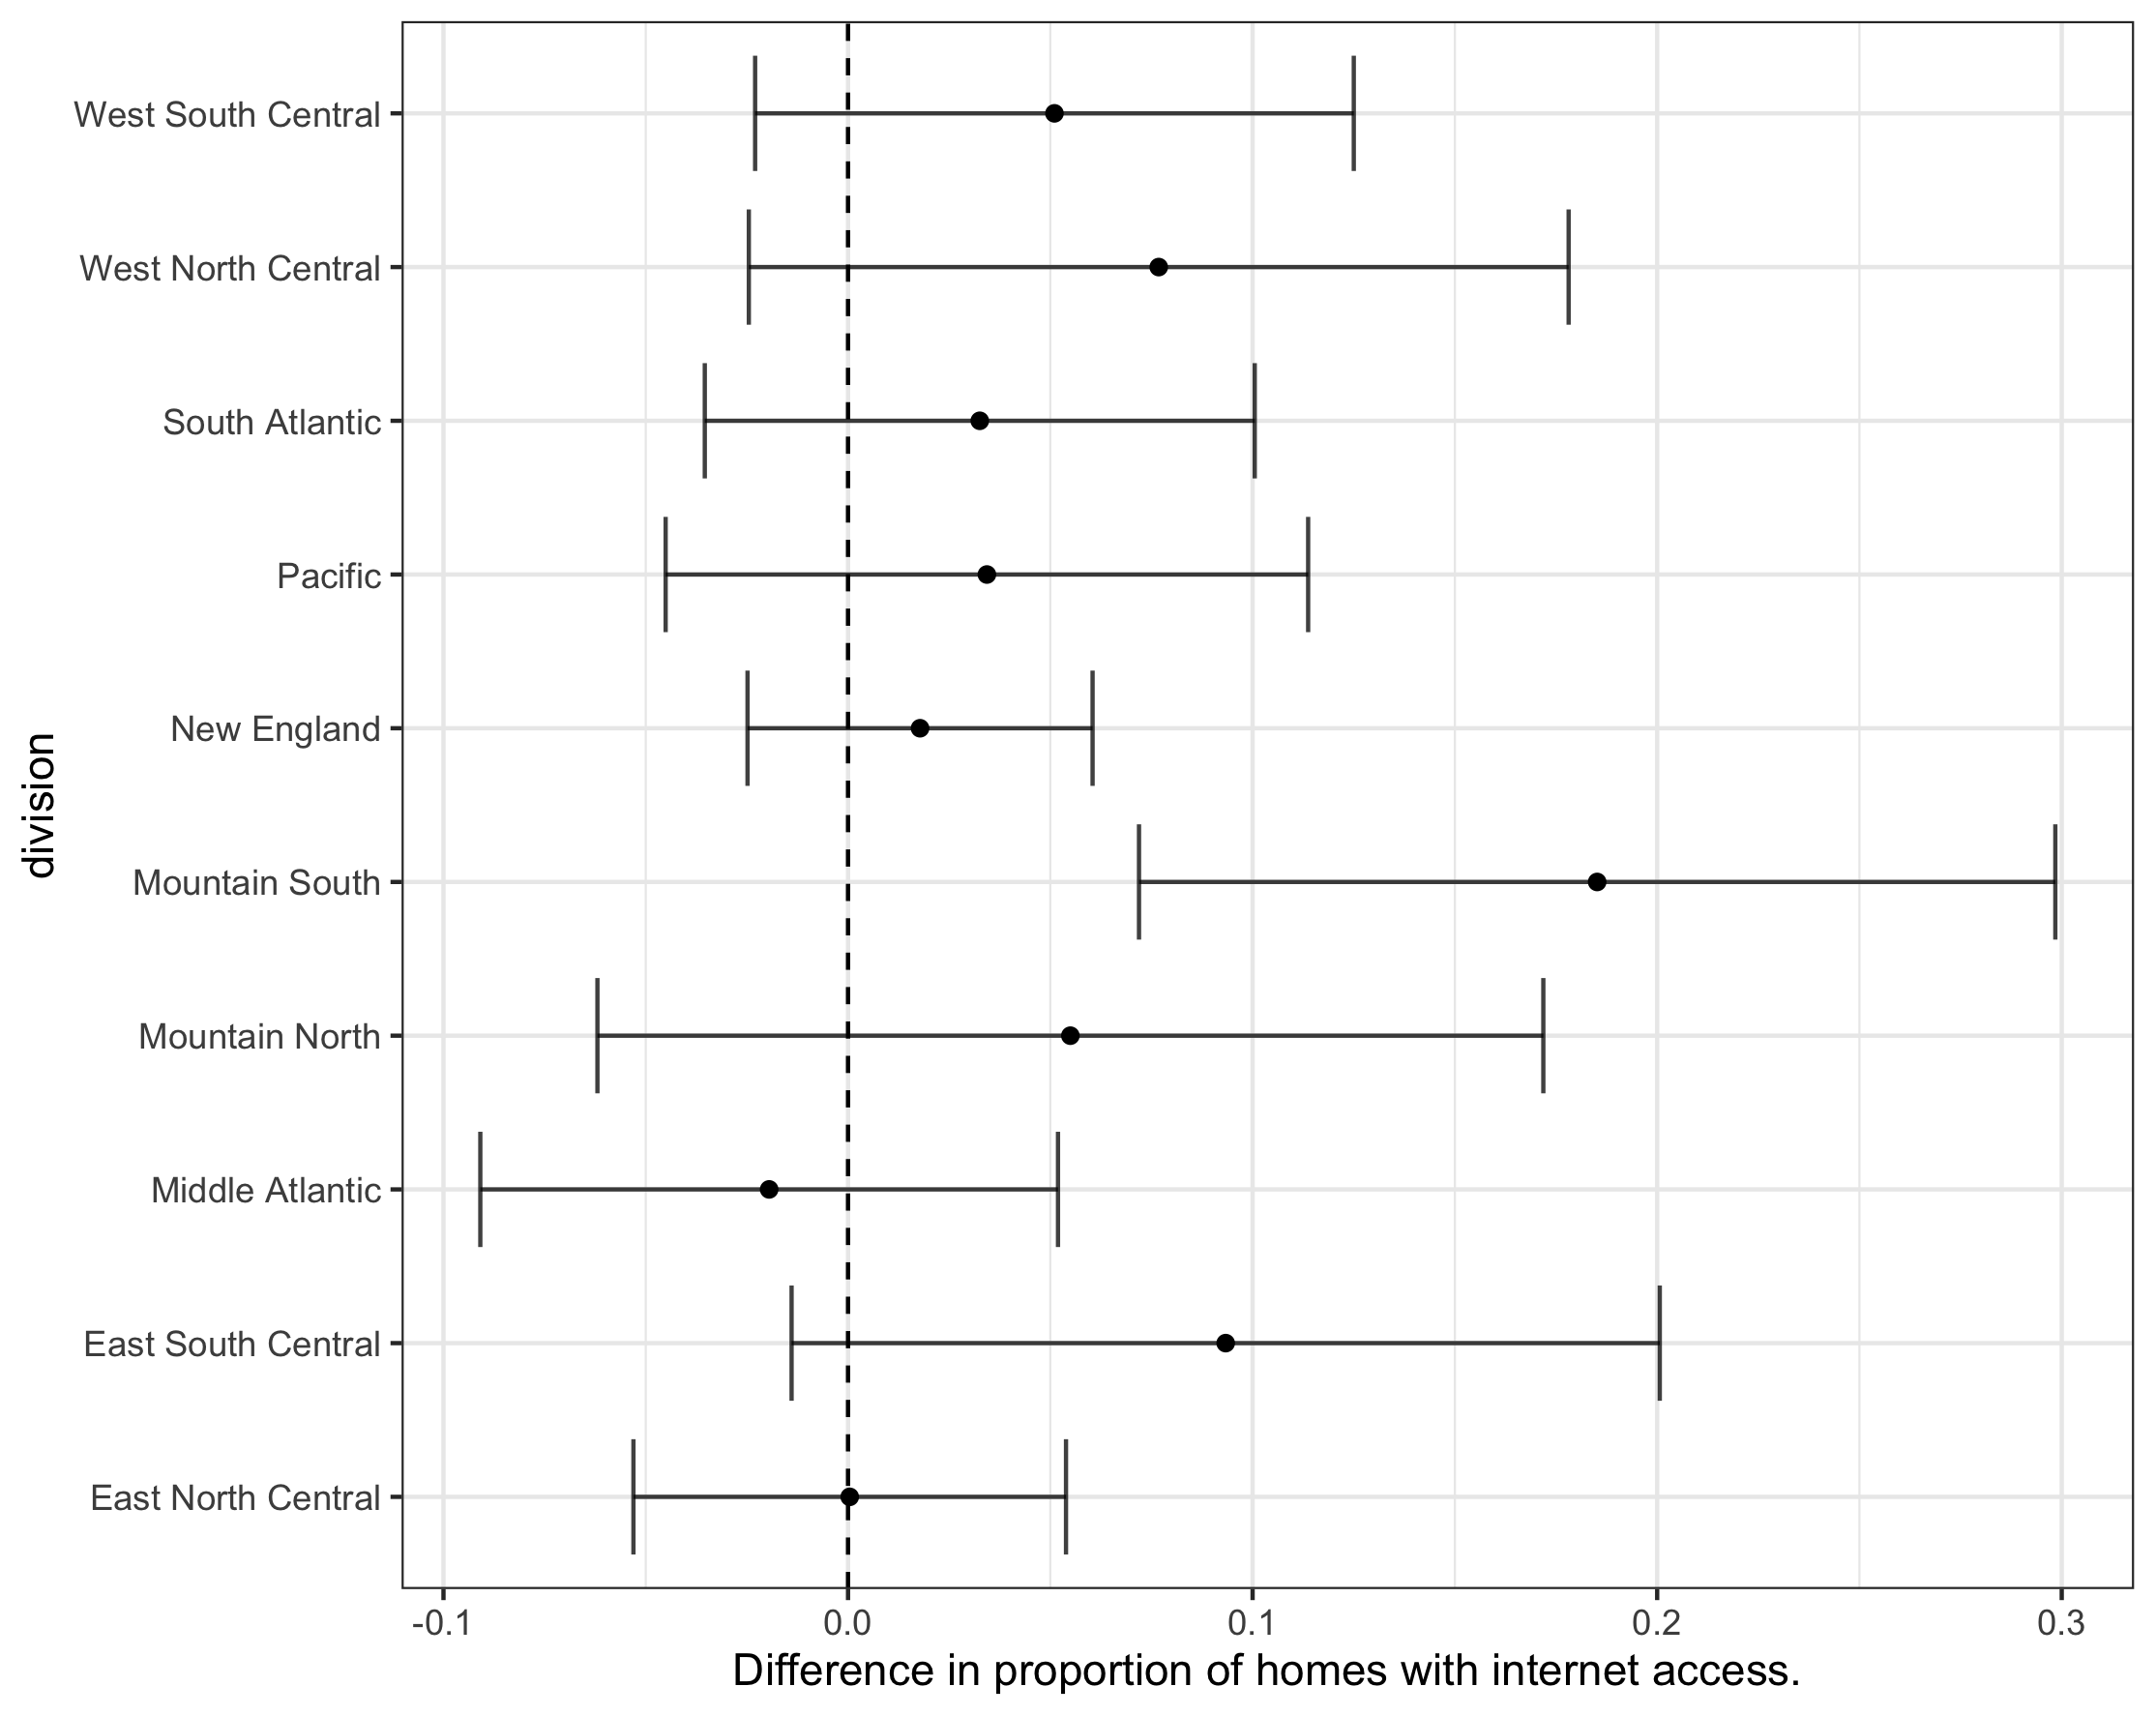 West South Central
West North Central
South Atlantic
Pacific
New England
Mountain South
Mountain North
Middle Atlantic
East South Central
East North Central
division
-0.1 0.0 0.1 0.2 0.3
Difference in proportion of homes with internet access.